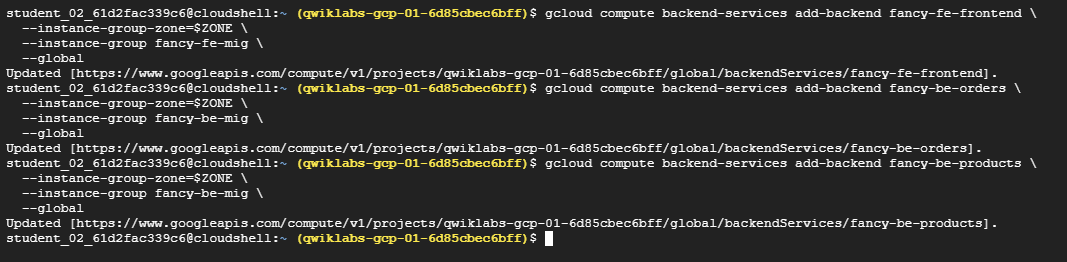 student_02_61d2fac339c6@cloudshell:~ (qwiklabs-gcp-01-6d85cbec6bff)$ gcloud compute backend-services add-backend fancy-fe-frontend \
  --instance-group-zone=$ZONE \
  --instance-group fancy-fe-mig \
  --global
Updated [https://www.googleapis.com/compute/v1/projects/qwiklabs-gcp-01-6d85cbec6bff/global/backendServices/fancy-fe-frontend].
student_02_61d2fac339c6@cloudshell:~ (qwiklabs-gcp-01-6d85cbec6bff)$ gcloud compute backend-services add-backend fancy-be-orders \
  --instance-group-zone=$ZONE \
  --instance-group fancy-be-mig \
  --global
Updated [https://www.googleapis.com/compute/v1/projects/qwiklabs-gcp-01-6d85cbec6bff/global/backendServices/fancy-be-orders].
student_02_61d2fac339c6@cloudshell:~ (qwiklabs-gcp-01-6d85cbec6bff)$ gcloud compute backend-services add-backend fancy-be-products \
  --instance-group-zone=$ZONE \
  --instance-group fancy-be-mig \
  --global
Updated [https://www.googleapis.com/compute/v1/projects/qwiklabs-gcp-01-6d85cbec6bff/global/backendServices/fancy-be-products].
student_02_61d2fac339c6@cloudshell:~ (qwiklabs-gcp-01-6d85cbec6bff)$